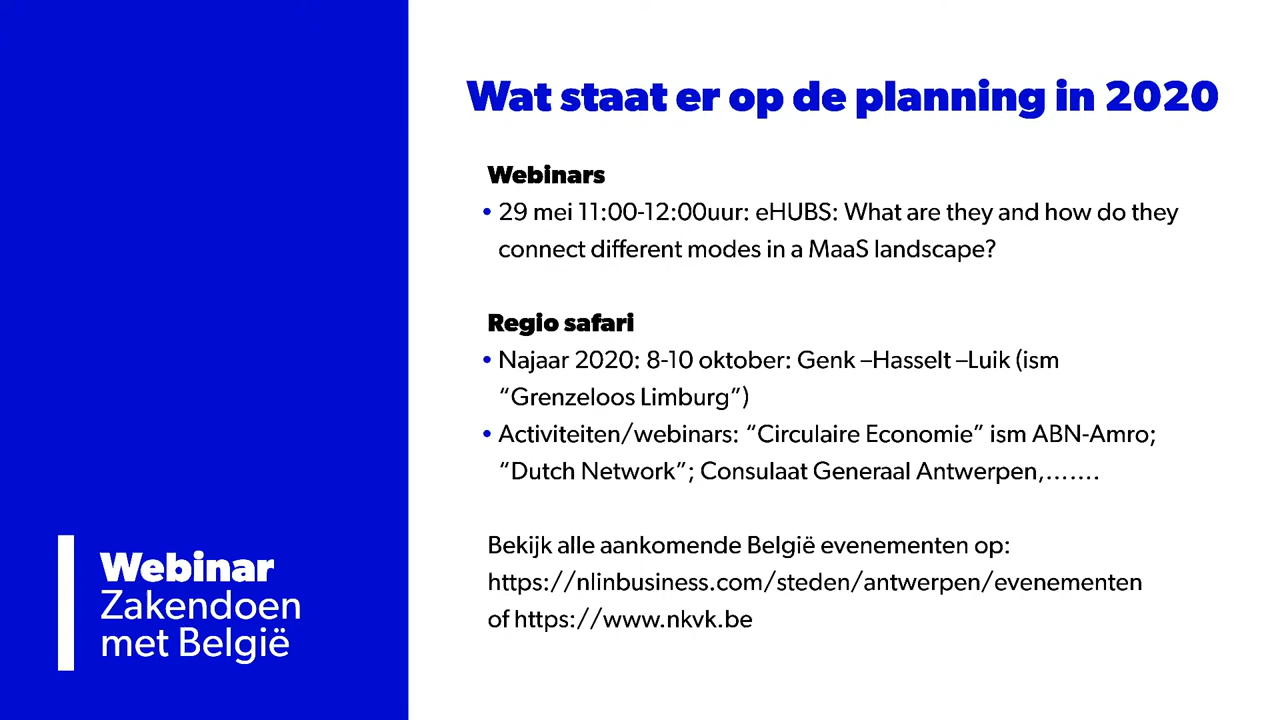 Wat staat er op de planning in 2020
Webinars
• 29 mei 11:00-12:00uur: eHUBS: What are they and how do they
connect different modes in a MaaS landscape?
Regio safari
• Najaar 2020: 8-10 oktober: Genk –Hasselt –Luik (ism
“Grenzeloos Limburg”)
• Activiteiten/webinars: “Circulaire Economie” ism ABN-Amro;
“Dutch Network”; Consulaat Generaal Antwerpen,…….
Bekijk alle aankomende België evenementen op:
https://nlinbusiness.com/steden/antwerpen/evenementen
of https://www.nkvk.be
Webinar
Zakendoen
met België